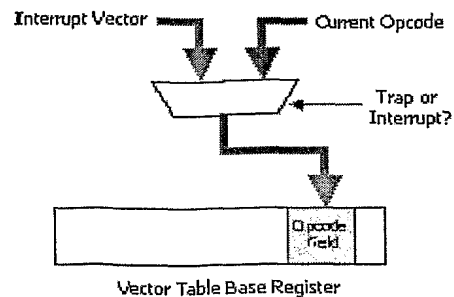 Interrupt Vector
Current Opcode
Trap or
Interrupt?
Opcode
Field
Vector Table Base Register